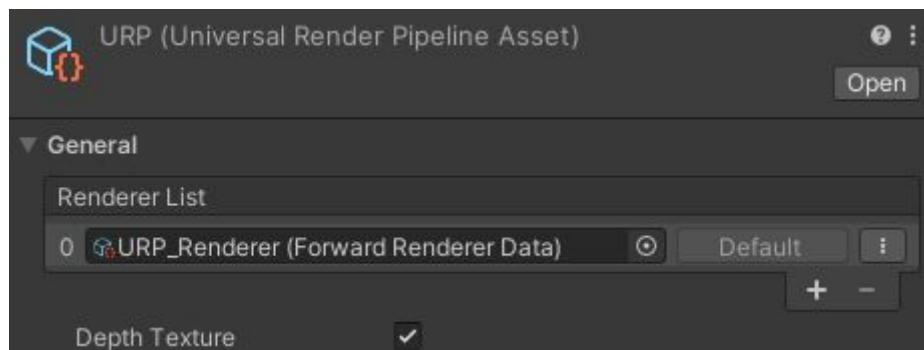 URP (Universal Render Pipeline Asset)
Open
General
Renderer List
0 URP_Renderer (Forward Renderer Data) Default
Depth Texture